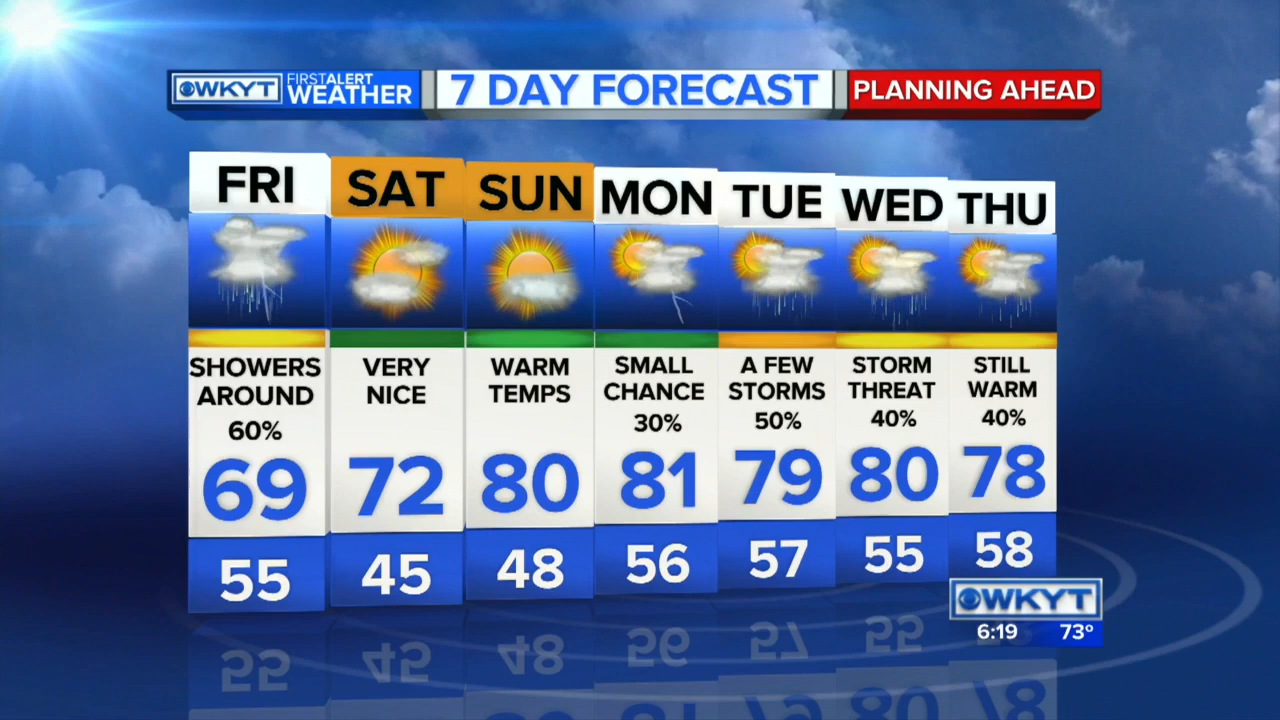 WKYT FIRST ALERT WEATHER 7 DAY FORECAST PLANNING AHEAD
FRI
SHOWERS
AROUND
60%
69
55
SAT
VERY
NICE
72
45
SUN
WARM
TEMPS
80
48
MON
SMALL
CHANCE
30%
81
56
TUE
A FEW
STORMS
50%
79
57
WED
STORM
THREAT
40%
80
55
THU
STILL
WARM
40%
78
58
WKYT
6:19 73°